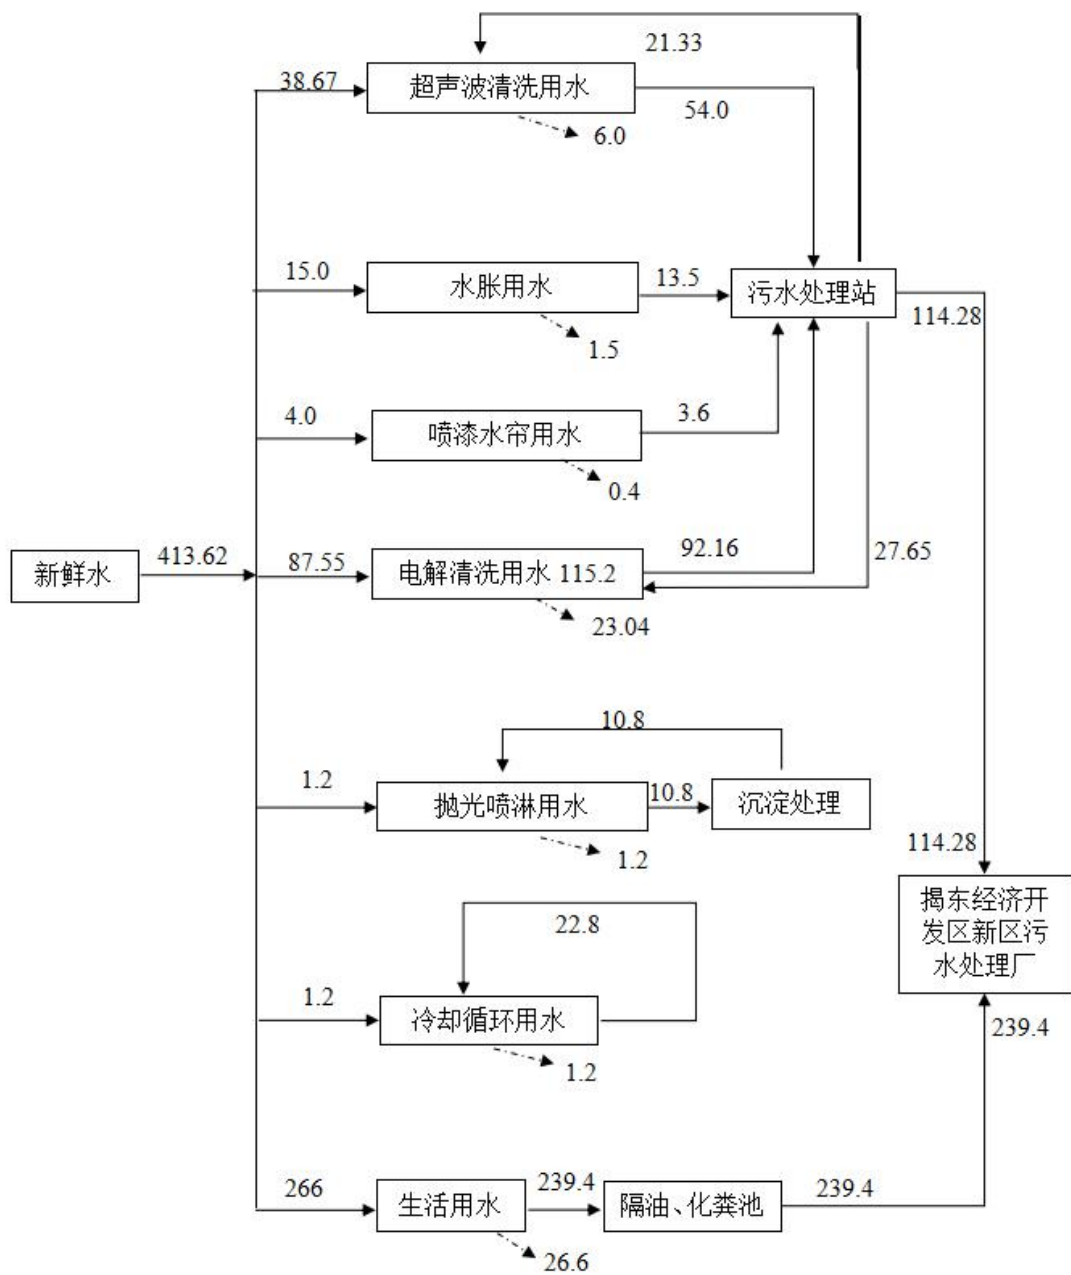 21.33
38.67
超声波清洗用水
54.0
6.0
15.0
水胀用水
13.5
污水处理站
114.28
1.5
4.0
喷漆水帘用水
3.6
0.4
新鲜水
413.62
87.55
电解清洗用水 115.2
92.16
27.65
23.04
10.8
1.2
抛光喷淋用水
10.8
沉淀处理
1.2
114.28
揭东经济开
发区新区污
水处理厂
22.8
1.2
冷却循环用水
239.4
1.2
266
生活用水
239.4
隔油、化粪池
239.4
26.6